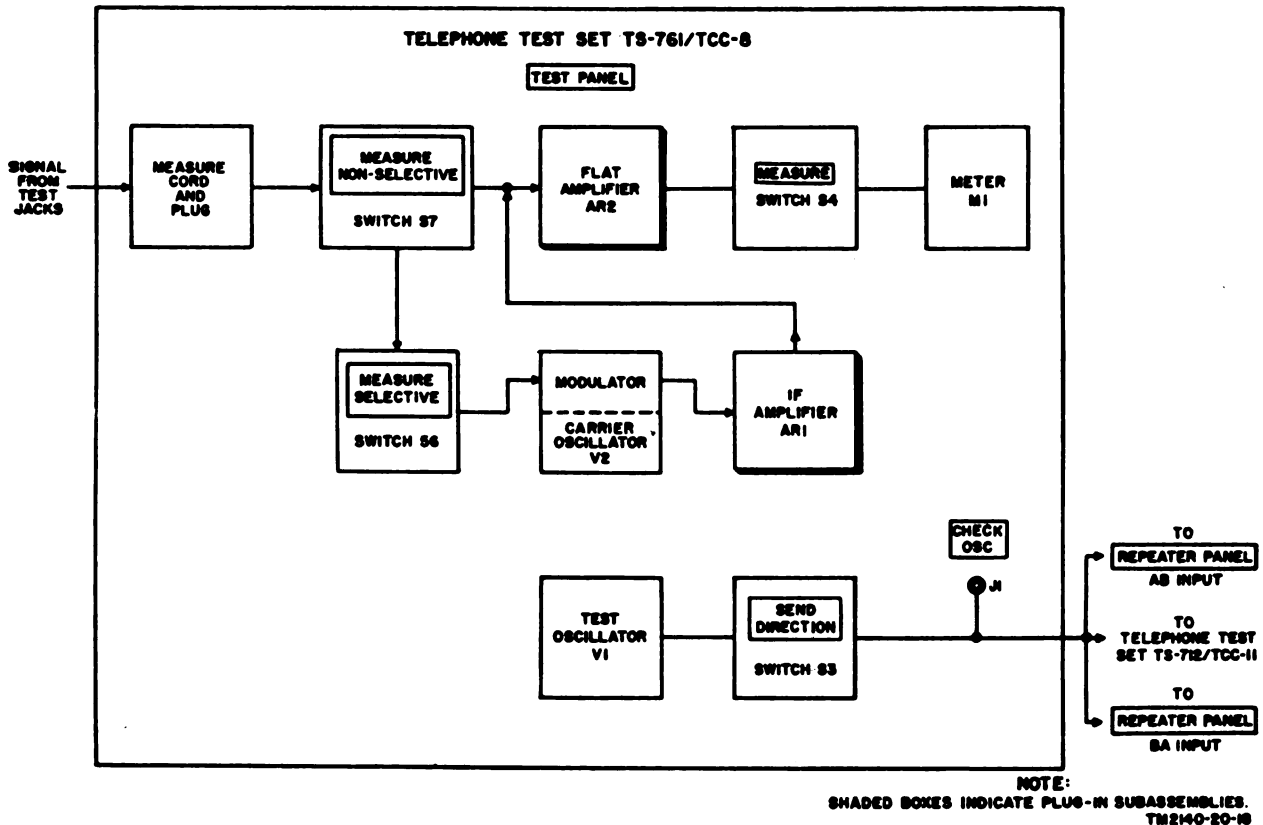 TELEPHONE TEST SET TS-761/TCC-8
TEST PANEL
SIGNAL
FROM
TEST
JACKS
MEASURE
CORD
AND
PLUG
MEASURE
NON-SELECTIVE
SWITCH S7
FLAT
AMPLIFIER
AR2
MEASURE
SWITCH S4
METER
M1
MEASURE
SELECTIVE
SWITCH S6
MODULATOR
CARRIER
OSCILLATOR
V2
IF
AMPLIFIER
AR1
TEST
OSCILLATOR
V1
SEND
DIRECTION
SWITCH S3
CHECK
OSC
J1
TO
REPEATER PANEL
AB INPUT
TO
TELEPHONE TEST
SET TS-712/TCC-11
TO
REPEATER PANEL
BA INPUT
NOTE:
SHADED BOXES INDICATE PLUG-IN SUBASSEMBLIES.
TM2140-20-18